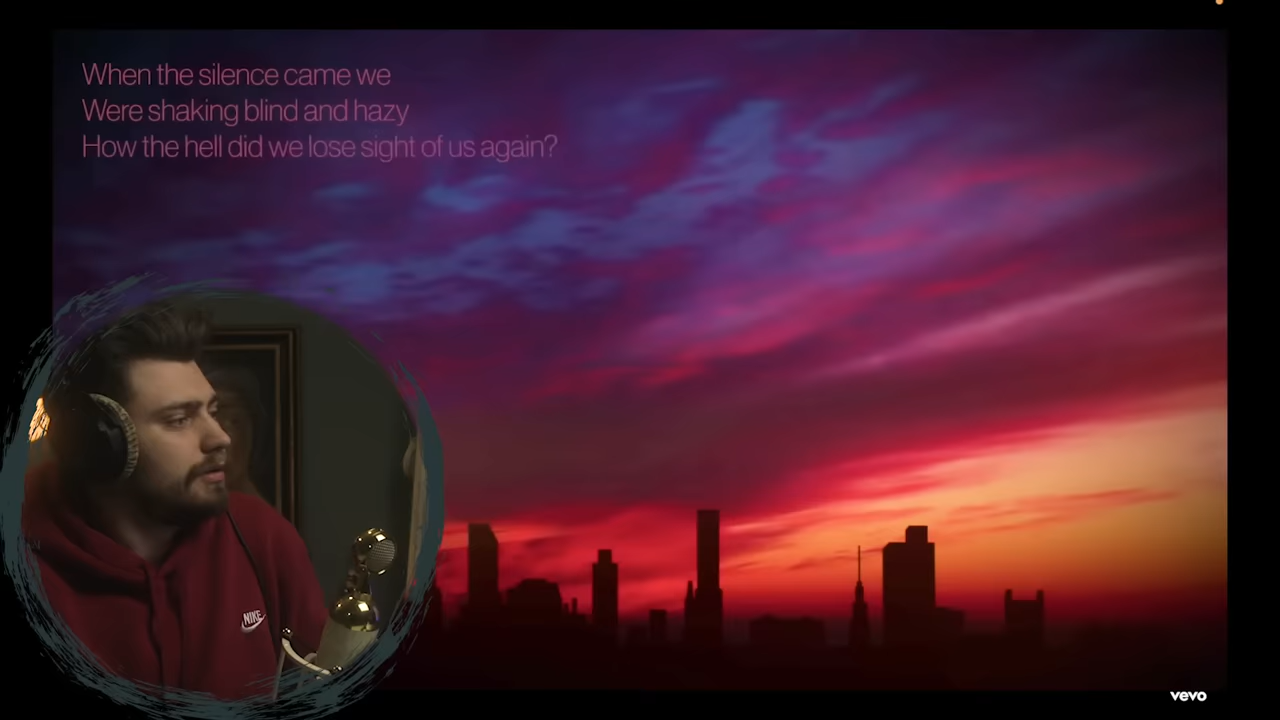 When the silence came we
Were shaking blind and hazy
How the hell did we lose sight of us again?
NIKE
vevo